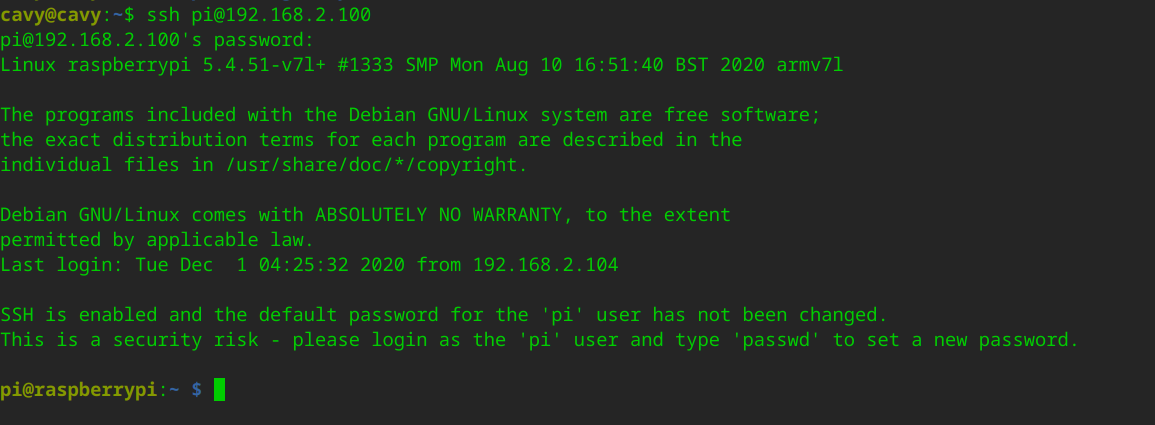 cavy@cavy:~$ ssh pi@192.168.2.100
pi@192.168.2.100's password:
Linux raspberrypi 5.4.51-v7l+ #1333 SMP Mon Aug 10 16:51:40 BST 2020 armv7l

The programs included with the Debian GNU/Linux system are free software;
the exact distribution terms for each program are described in the
individual files in /usr/share/doc/*/copyright.

Debian GNU/Linux comes with ABSOLUTELY NO WARRANTY, to the extent
permitted by applicable law.
Last login: Tue Dec  1 04:25:32 2020 from 192.168.2.104

SSH is enabled and the default password for the 'pi' user has not been changed.
This is a security risk - please login as the 'pi' user and type 'passwd' to set a new password.

pi@raspberrypi:~ $